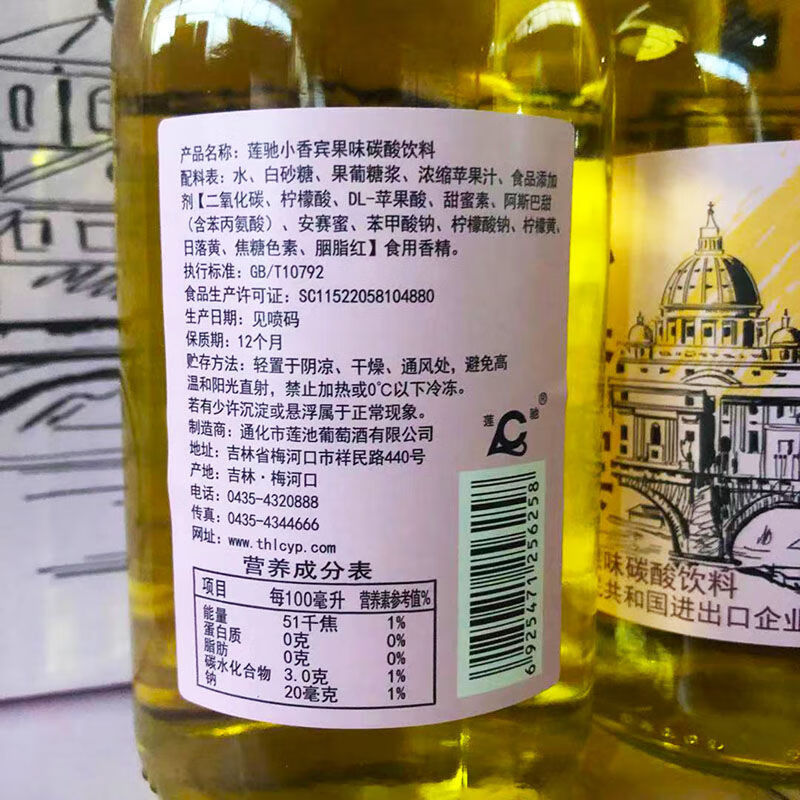 产品名称：莲驰小香宾果味碳酸饮料
配料表：水、白砂糖、果葡糖浆、浓缩苹果汁、食品添加
剂【二氧化碳、柠檬酸、DL-苹果酸、甜蜜素、阿斯巴甜
（含苯丙氨酸）、安赛蜜、苯甲酸钠、柠檬酸钠、柠檬黄、
日落黄、焦糖色素、胭脂红】食用香精。
执行标准：GB/T10792
食品生产许可证：SC11522058104880
生产日期：见喷码
保质期：12个月
贮存方法：轻置于阴凉、干燥、通风处，避免高
温和阳光直射，禁止加热或0℃以下冷冻。
若有少许沉淀或悬浮属于正常现象。
制造商：通化市莲池葡萄酒有限公司
地址：吉林省梅河口市祥民路440号
产地：吉林·梅河口
电话：0435-4320888
传真：0435-4344666
网址：www.thlcyp.com
莲 驰®
6925471256258
营养成分表
项目 每100毫升 营养素参考值%
能量 51千焦 1%
蛋白质 0克 0%
脂肪 0克 0%
碳水化合物 3.0克 1%
钠 20毫克 1%
味碳酸饮料
共和国进出口企业